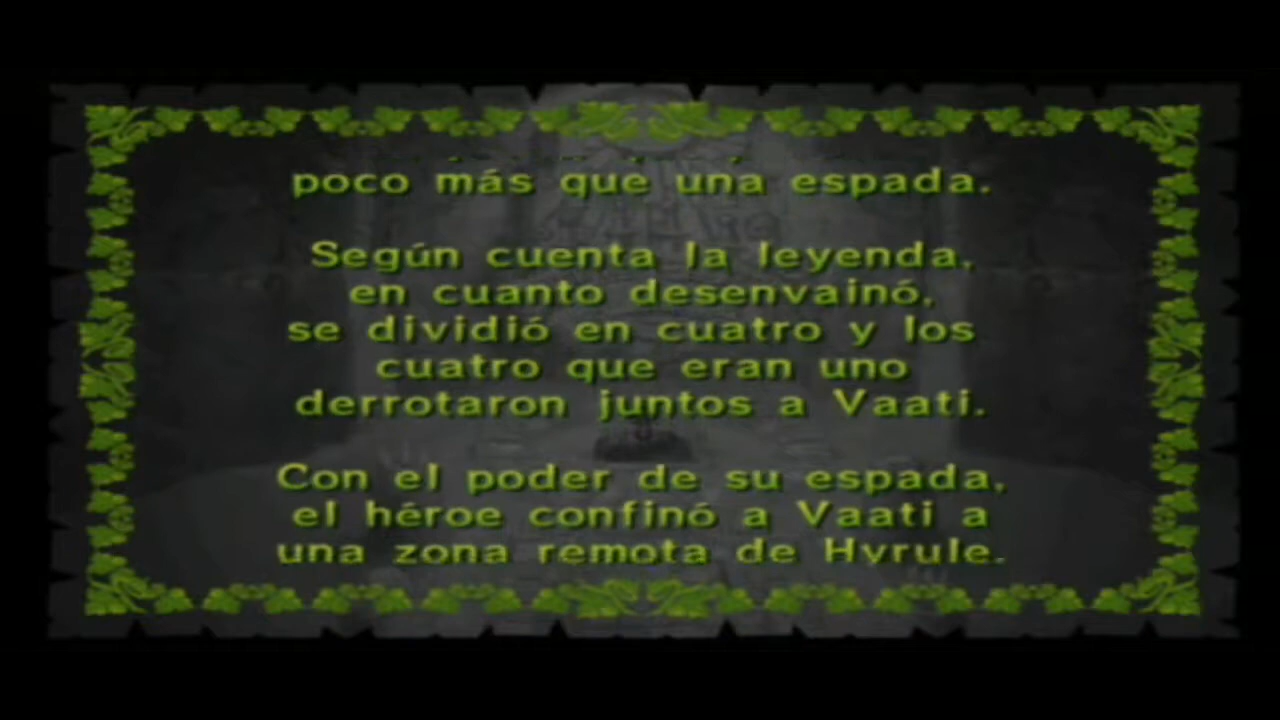 poco más que una espada.
Según cuenta la leyenda,
en cuanto desenvainó,
se dividió en cuatro y los
cuatro que eran uno
derrotaron juntos a Vaati.
Con el poder de su espada,
el héroe confinó a Vaati a
una zona remota de Hyrule.